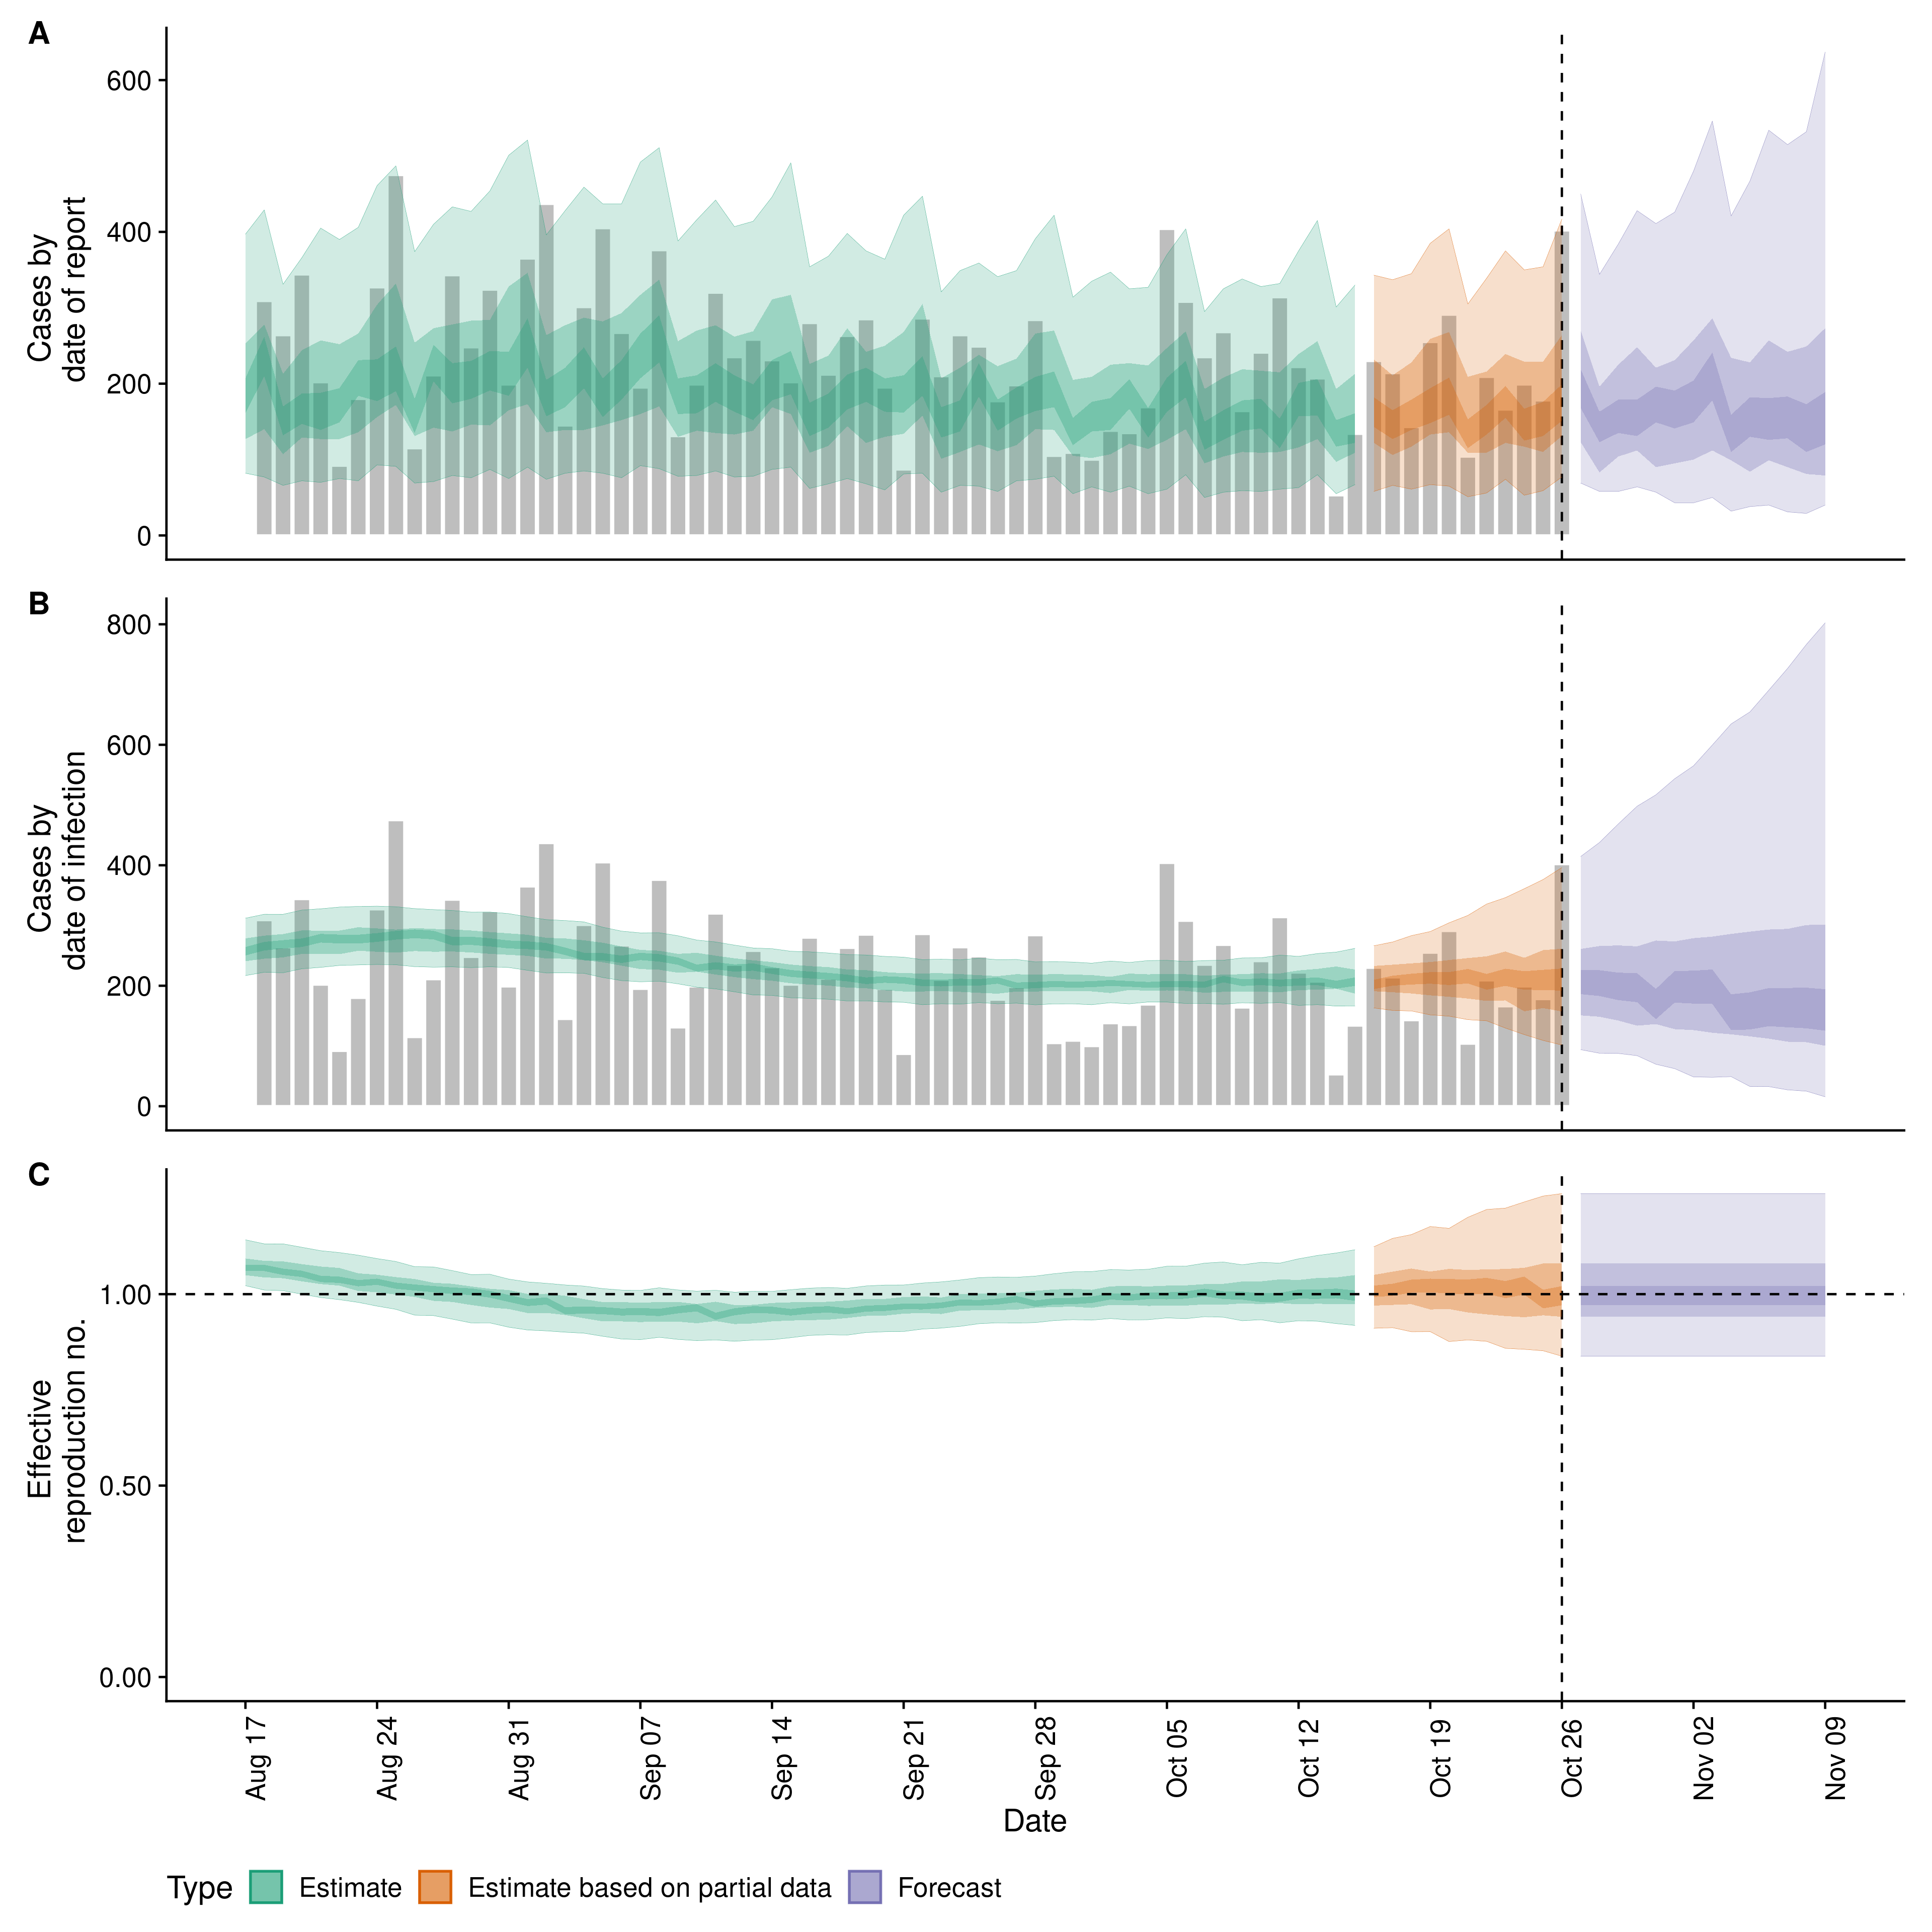 A
Cases by
date of report
600
400
200
0
B
Cases by
date of infection
800
600
400
200
0
C
Effective
reproduction no.
1.00
0.50
0.00
Aug 17
Aug 24
Aug 31
Sep 07
Sep 14
Sep 21
Sep 28
Oct 05
Oct 12
Oct 19
Oct 26
Nov 02
Nov 09
Date
Type
Estimate
Estimate based on partial data
Forecast